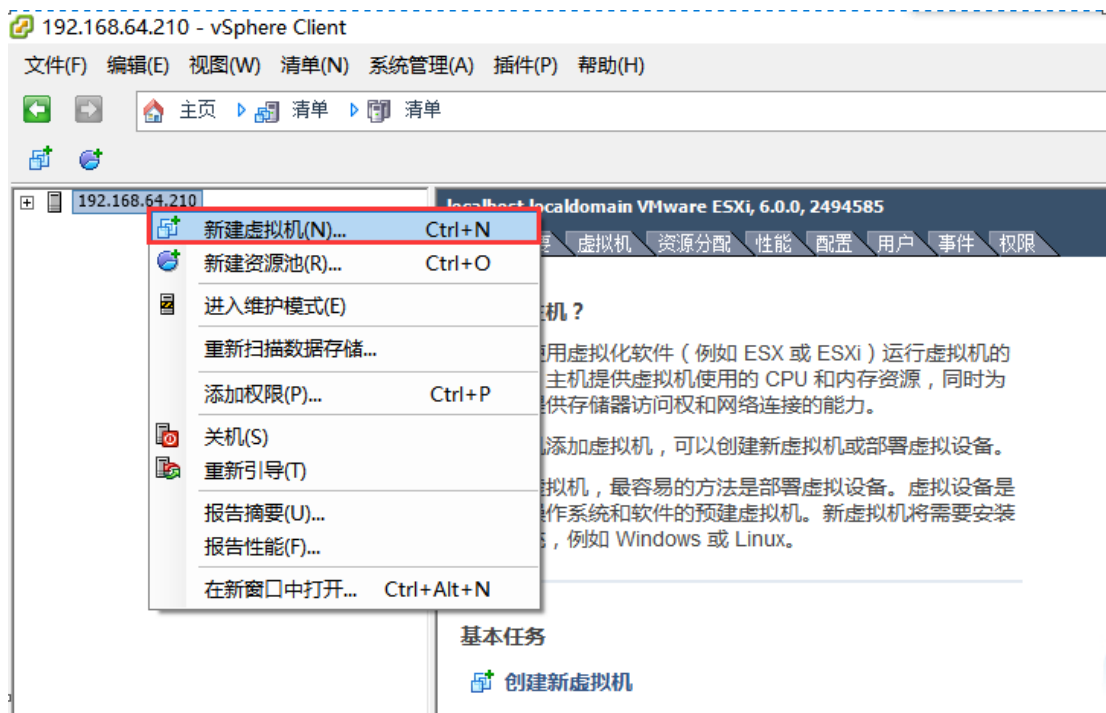 192.168.64.210 - vSphere Client
文件(F) 编辑(E) 视图(W) 清单(N) 系统管理(A) 插件(P) 帮助(H)
主页 清单 清单
192.168.64.210
localhost.localdomain VMware ESXi, 6.0.0, 2494585
虚拟机 资源分配 性能 配置 用户 事件 权限
新建虚拟机(N)... Ctrl+N
新建资源池(R)... Ctrl+O
进入维护模式(E)
重新扫描数据存储...
添加权限(P)... Ctrl+P
关机(S)
重新引导(T)
报告摘要(U)...
报告性能(F)...
在新窗口中打开... Ctrl+Alt+N
机？
用虚拟化软件（例如 ESX 或 ESXi）运行虚拟机的
主机提供虚拟机使用的 CPU 和内存资源，同时为
供存储器访问权和网络连接的能力。
添加虚拟机，可以创建新虚拟机或部署虚拟设备。
拟机，最容易的方法是部署虚拟设备。虚拟设备是
作系统和软件的预建虚拟机。新虚拟机将需要安装
，例如 Windows 或 Linux。
基本任务
创建新虚拟机